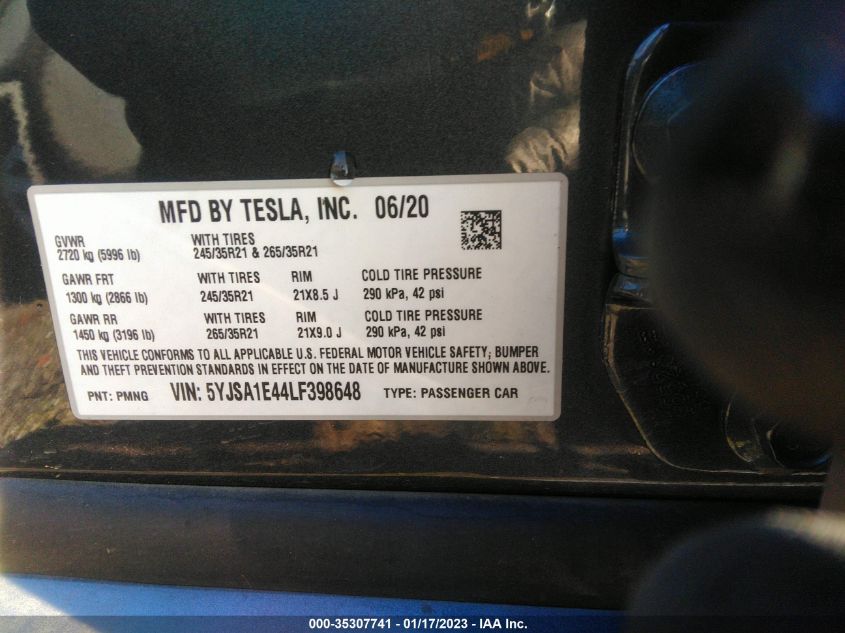 MFD BY TESLA, INC. 06/20
GVWR WITH TIRES
2720 kg (5996 lb) 245/35R21 & 265/35R21
GAWR FRT WITH TIRES RIM COLD TIRE PRESSURE
1300 kg (2866 lb) 245/35R21 21X8.5 J 290 kPa, 42 psi
GAWR RR WITH TIRES RIM COLD TIRE PRESSURE
1450 kg (3196 lb) 265/35R21 21X9.0 J 290 kPa, 42 psi
THIS VEHICLE CONFORMS TO ALL APPLICABLE U.S. FEDERAL MOTOR VEHICLE SAFETY, BUMPER
AND THEFT PREVENTION STANDARDS IN EFFECT ON THE DATE OF MANUFACTURE SHOWN ABOVE.
PNT: PMNG VIN: 5YJSA1E44LF398648 TYPE: PASSENGER CAR
000-35307741 - 01/17/2023 - IAA Inc.